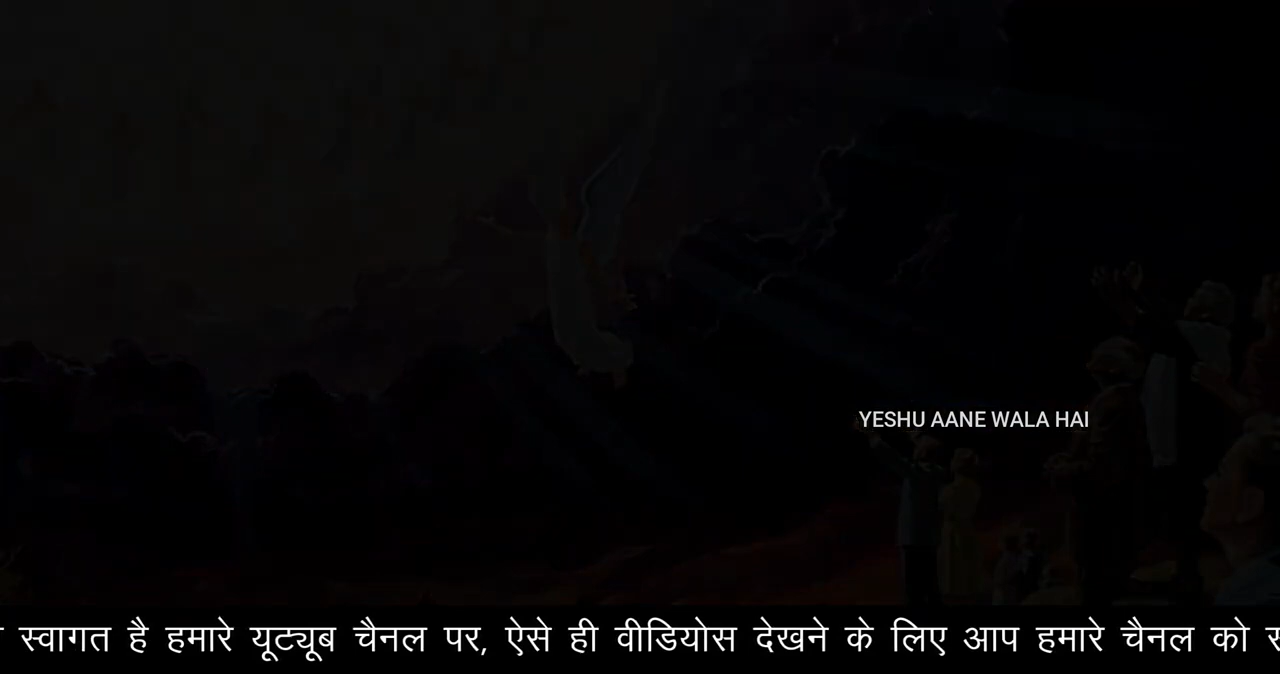 YESHU AANE WALA HAI
स्वागत है हमारे यूट्यूब चैनल पर, ऐसे ही वीडियोस देखने के लिए आप हमारे चैनल को